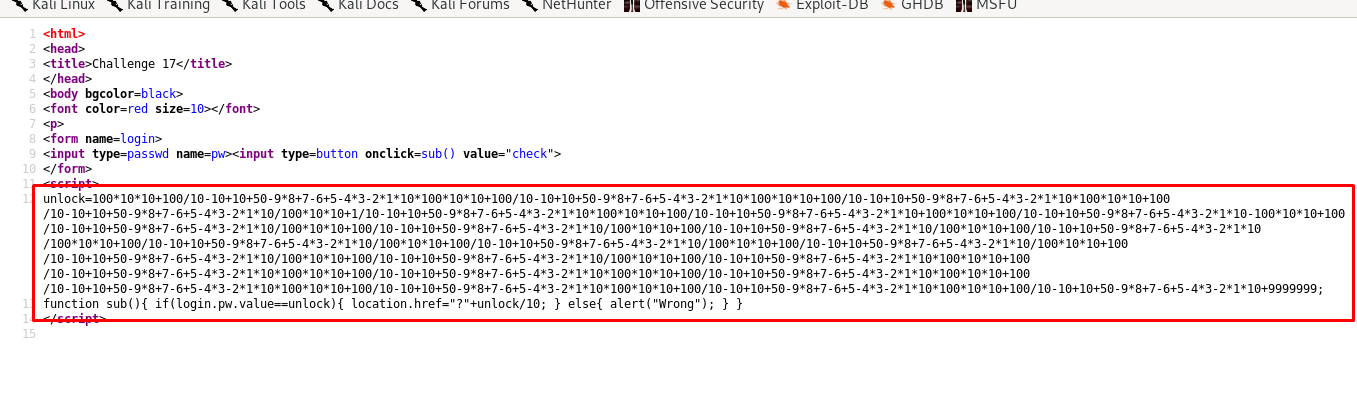 Kali Linux Kali Training Kali Tools Kali Docs Kali Forums NetHunter Offensive Security Exploit-DB GHDB MSFU
1 <html>
2 <head>
3 <title>Challenge 17</title>
4 </head>
5 <body bgcolor=black>
6 <font color=red size=10></font>
7 <p>
8 <form name=login>
9 <input type=passwd name=pw><input type=button onclick=sub() value="check">
10 </form>
11 <script>
12 unlock=100*10*10+100/10-10+10+50-9*8+7-6+5-4*3-2*1*10*100*10*10+100/10-10+10+50-9*8+7-6+5-4*3-2*1*10*100*10*10+100/10-10+10+50-9*8+7-6+5-4*3-2*1*10*100*10*10+100
/10-10+10+50-9*8+7-6+5-4*3-2*1*10/100*10*10+1/10-10+10+50-9*8+7-6+5-4*3-2*1*10*100*10*10+100/10-10+10+50-9*8+7-6+5-4*3-2*1*10+100*10*10+100/10-10+10+50-9*8+7-6+5-4*3-2*1*10-100*10*10+100
/10-10+10+50-9*8+7-6+5-4*3-2*1*10/100*10*10+100/10-10+10+50-9*8+7-6+5-4*3-2*1*10/100*10*10+100/10-10+10+50-9*8+7-6+5-4*3-2*1*10/100*10*10+100/10-10+10+50-9*8+7-6+5-4*3-2*1*10
/100*10*10+100/10-10+10+50-9*8+7-6+5-4*3-2*1*10/100*10*10+100/10-10+10+50-9*8+7-6+5-4*3-2*1*10/100*10*10+100/10-10+10+50-9*8+7-6+5-4*3-2*1*10/100*10*10+100
/10-10+10+50-9*8+7-6+5-4*3-2*1*10/100*10*10+100/10-10+10+50-9*8+7-6+5-4*3-2*1*10*100*10*10+100/10-10+10+50-9*8+7-6+5-4*3-2*1*10*100*10*10+100
/10-10+10+50-9*8+7-6+5-4*3-2*1*10*100*10*10+100/10-10+10+50-9*8+7-6+5-4*3-2*1*10*100*10*10+100/10-10+10+50-9*8+7-6+5-4*3-2*1*10*100*10*10+100
/10-10+10+50-9*8+7-6+5-4*3-2*1*10*100*10*10+100/10-10+10+50-9*8+7-6+5-4*3-2*1*10*100*10*10+100/10-10+10+50-9*8+7-6+5-4*3-2*1*10*100*10*10+100/10-10+10+50-9*8+7-6+5-4*3-2*1*10+9999999;
13 function sub(){ if(login.pw.value==unlock){ location.href="?"+unlock/10; } else{ alert("Wrong"); } }
14 </script>
15